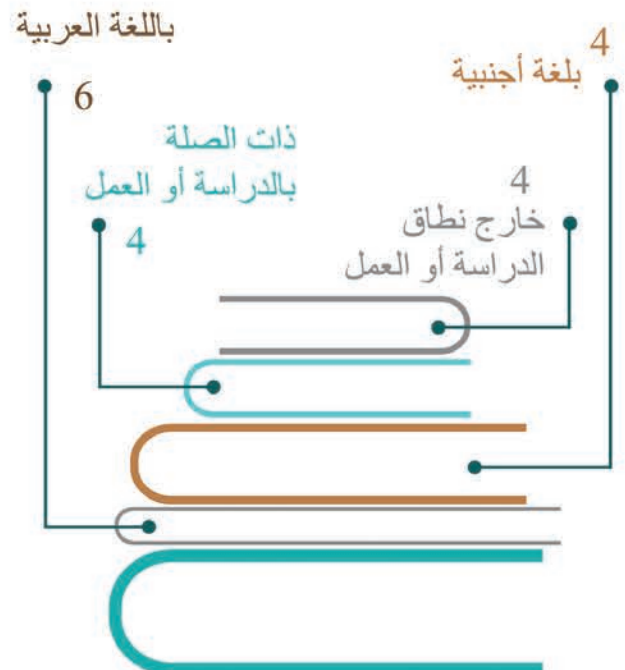 باللغة العربية
6
4
بلغة أجنبية
ذات الصلة
بالدراسة أو العمل
4
4
خارج نطاق
الدراسة أو العمل